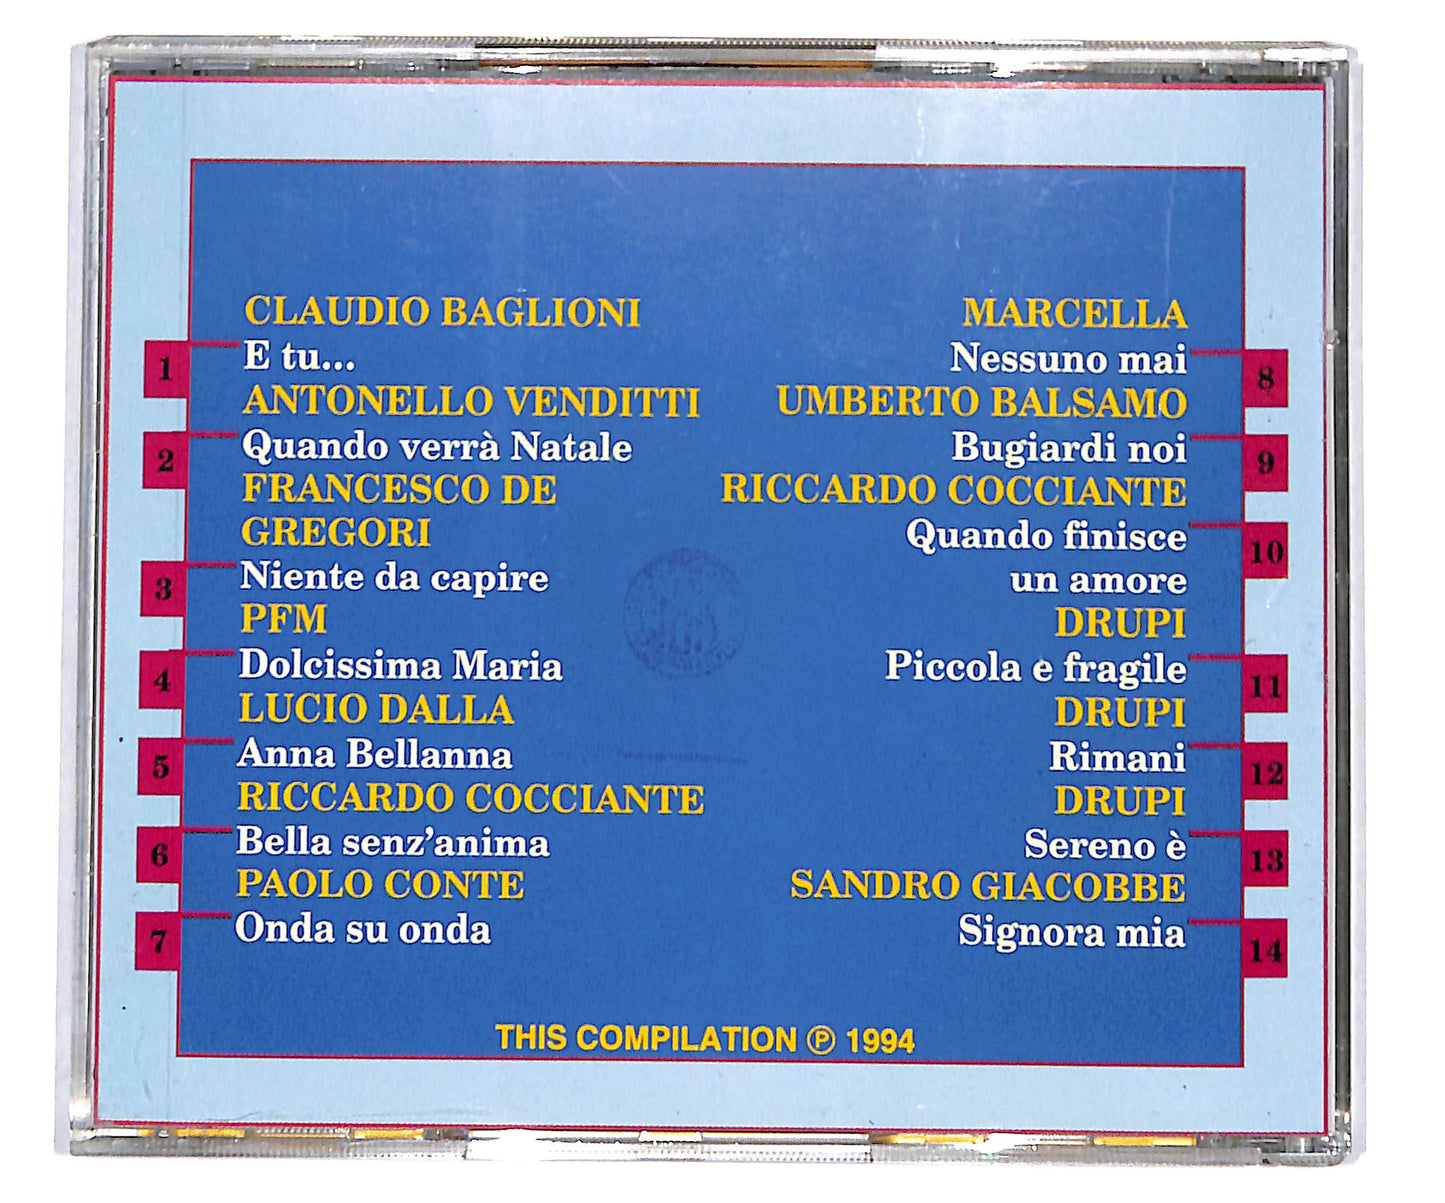 CLAUDIO BAGLIONI
1 E tu...
ANTONELLO VENDITTI
2 Quando verrà Natale
FRANCESCO DE
GREGORI
3 Niente da capire
PFM
4 Dolcissima Maria
LUCIO DALLA
5 Anna Bellanna
RICCARDO COCCIANTE
6 Bella senz'anima
PAOLO CONTE
7 Onda su onda
MARCELLA
Nessuno mai 8
UMBERTO BALSAMO
Bugiardi noi 9
RICCARDO COCCIANTE
Quando finisce 10
un amore
DRUPI
Piccola e fragile 11
DRUPI
Rimani 12
DRUPI
Sereno è 13
SANDRO GIACOBBE
Signora mia 14
THIS COMPILATION ℗ 1994